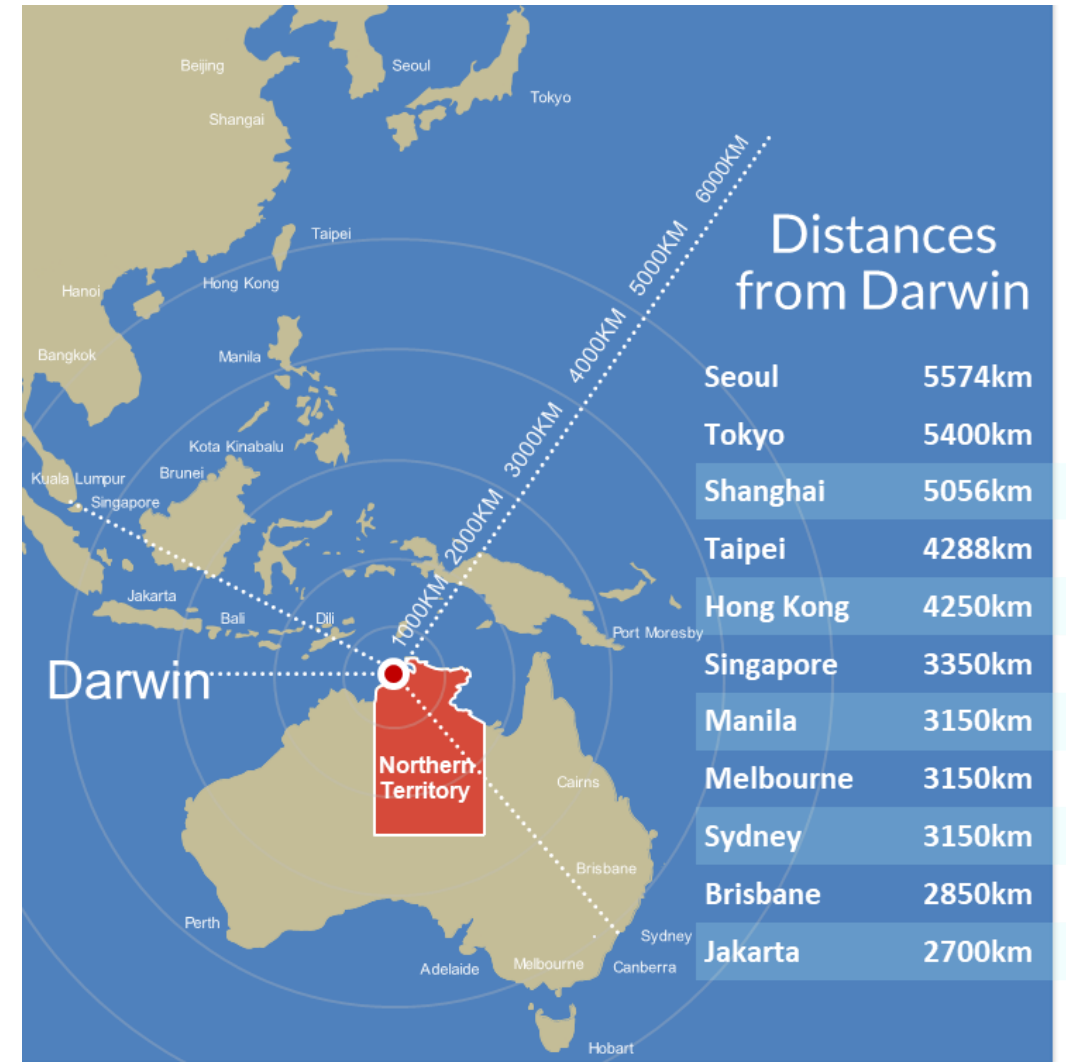 Beijing
Seoul
Tokyo
Shangai
6000KM
Taipei
Distances
from Darwin
5000KM
Hong Kong
Hanoi
4000KM
Bangkok
Manila
Seoul 5574km
3000KM
Tokyo 5400km
Kota Kinabalu
Kuala Lumpur
Brunei
Singapore
Shanghai 5056km
2000KM
Taipei 4288km
Jakarta
Bali
Dili
1000KM
Port Moresby
Hong Kong 4250km
Darwin
Singapore 3350km
Manila 3150km
Northern
Territory
Cairns
Melbourne 3150km
Sydney 3150km
Brisbane
Brisbane 2850km
Perth
Sydney
Jakarta 2700km
Adelaide
Melbourne
Canberra
Hobart